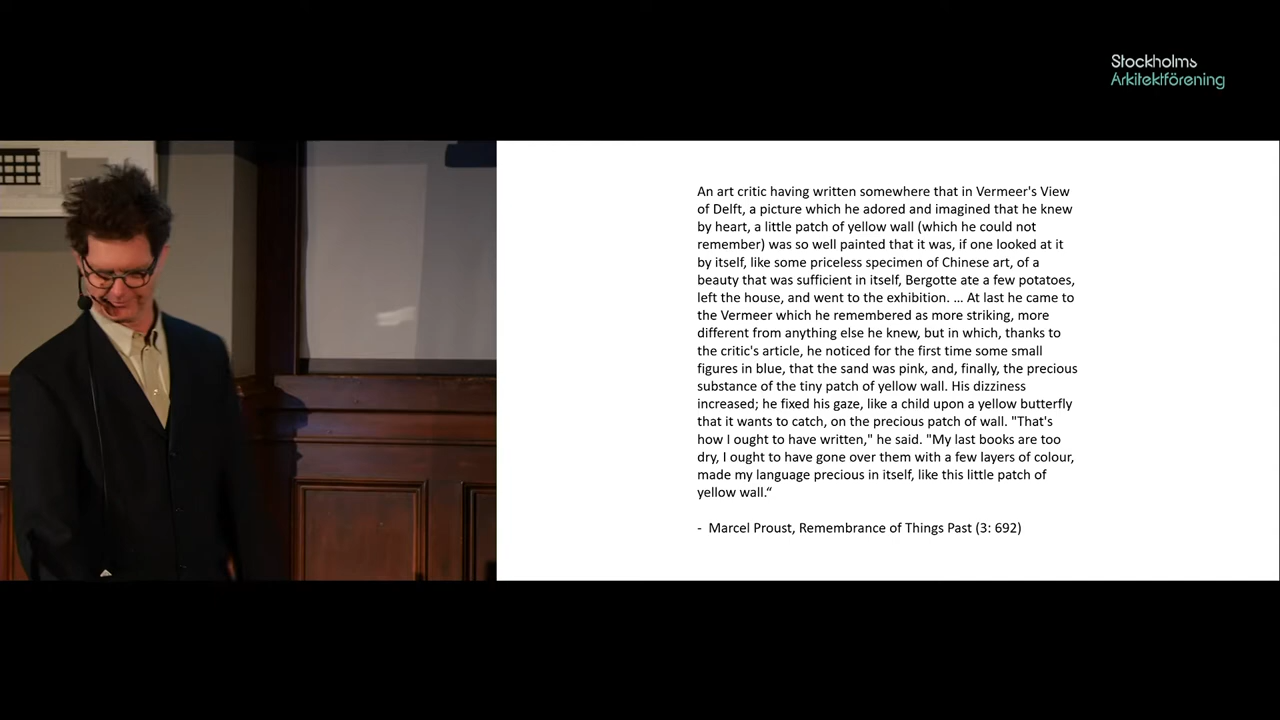 Stockholms
Arkitektförening
An art critic having written somewhere that in Vermeer's View
of Delft, a picture which he adored and imagined that he knew
by heart, a little patch of yellow wall (which he could not
remember) was so well painted that it was, if one looked at it
by itself, like some priceless specimen of Chinese art, of a
beauty that was sufficient in itself, Bergotte ate a few potatoes,
left the house, and went to the exhibition. … At last he came to
the Vermeer which he remembered as more striking, more
different from anything else he knew, but in which, thanks to
the critic's article, he noticed for the first time some small
figures in blue, that the sand was pink, and, finally, the precious
substance of the tiny patch of yellow wall. His dizziness
increased; he fixed his gaze, like a child upon a yellow butterfly
that it wants to catch, on the precious patch of wall. "That's
how I ought to have written," he said. "My last books are too
dry, I ought to have gone over them with a few layers of colour,
made my language precious in itself, like this little patch of
yellow wall.“
- Marcel Proust, Remembrance of Things Past (3: 692)